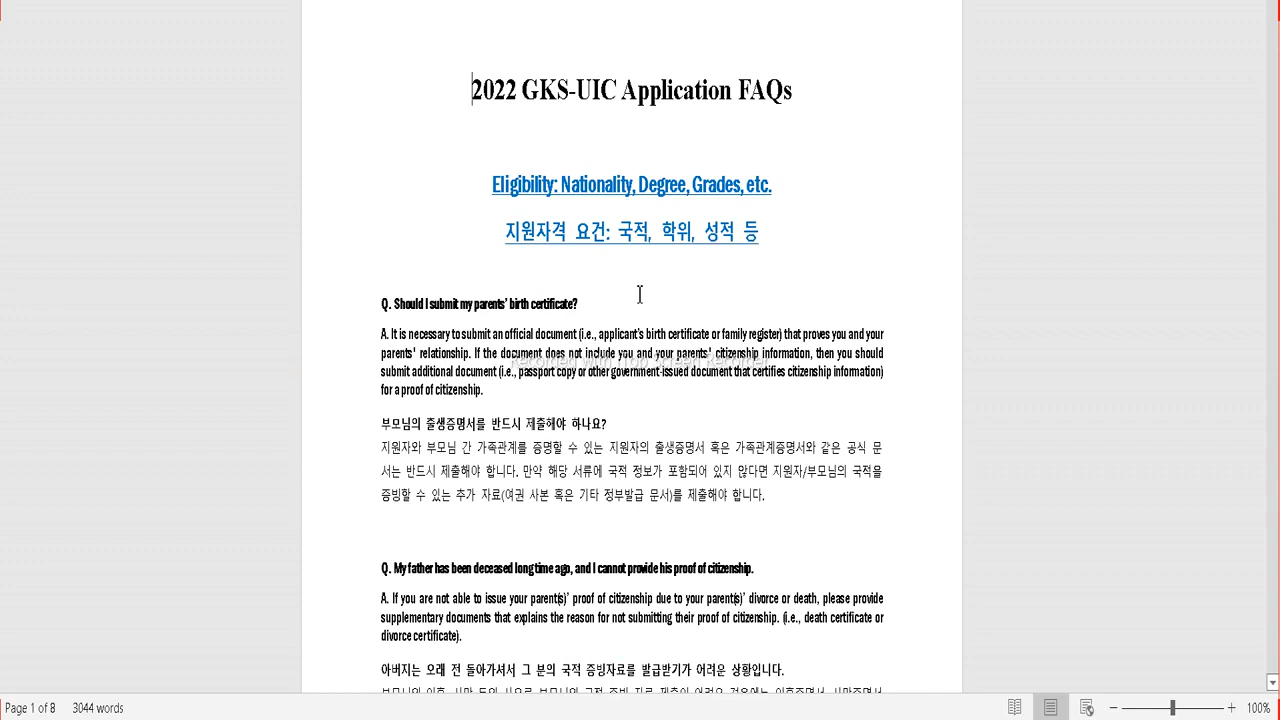 2022 GKS-UIC Application FAQs
Eligibility: Nationality, Degree, Grades, etc.
지원자격 요건: 국적, 학위, 성적 등
Q. Should I submit my parents' birth certificate?
A. It is necessary to submit an official document (i.e., applicant's birth certificate or family register) that proves you and your
parents' relationship. If the document does not include you and your parents' citizenship information, then you should
submit additional document (i.e., passport copy or other government-issued document that certifies citizenship information)
for a proof of citizenship.
부모님의 출생증명서를 반드시 제출해야 하나요?
지원자와 부모님 간 가족관계를 증명할 수 있는 지원자의 출생증명서 혹은 가족관계증명서와 같은 공식 문
서는 반드시 제출해야 합니다. 만약 해당 서류에 국적 정보가 포함되어 있지 않다면 지원자/부모님의 국적을
증빙할 수 있는 추가 자료(여권 사본 혹은 기타 정부발급 문서)를 제출해야 합니다.
Q. My father has been deceased long time ago, and I cannot provide his proof of citizenship.
A. If you are not able to issue your parent(s)' proof of citizenship due to your parent(s)' divorce or death, please provide
supplementary documents that explains the reason for not submitting their proof of citizenship. (i.e., death certificate or
divorce certificate).
아버지는 오래 전 돌아가셔서 그 분의 국적 증빙자료를 발급받기가 어려운 상황입니다.
Page 1 of 8 3044 words 100%